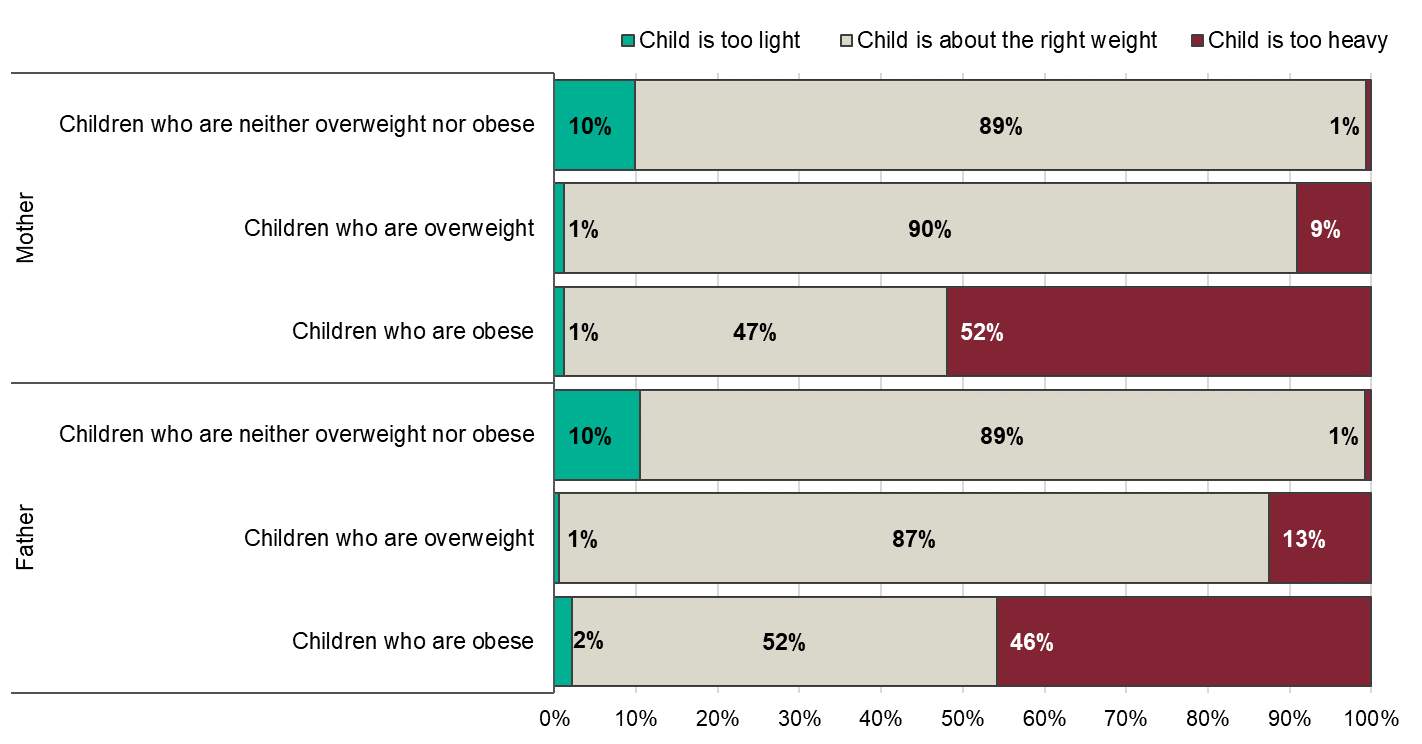 Child is too light Child is about the right weight Child is too heavy
Mother
Children who are neither overweight nor obese 10% 89% 1%
Children who are overweight 1% 90% 9%
Children who are obese 1% 47% 52%
Father
Children who are neither overweight nor obese 10% 89% 1%
Children who are overweight 1% 87% 13%
Children who are obese 2% 52% 46%
0% 10% 20% 30% 40% 50% 60% 70% 80% 90% 100%